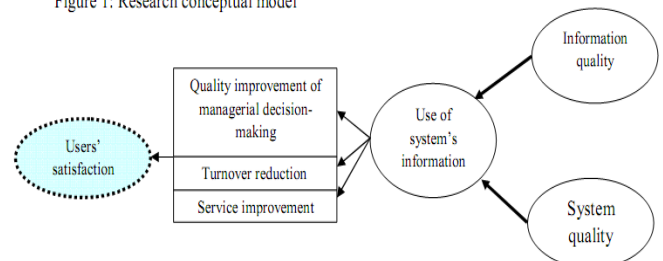 Figure 1: Research conceptual model
Information
quality
Quality improvement of
managerial decision-
making
Use of
system's
information
Users'
satisfaction
Turnover reduction
Service improvement
System
quality